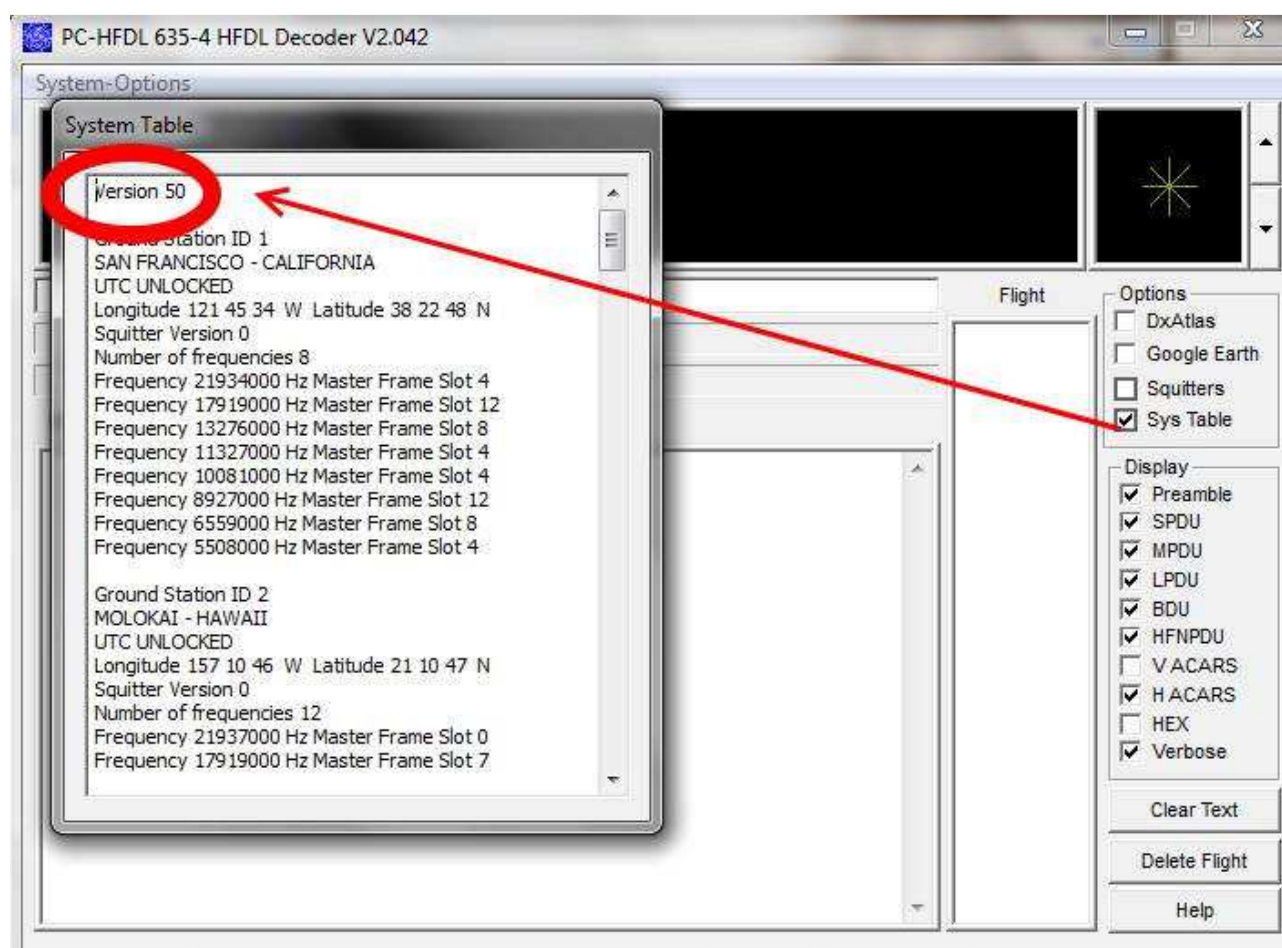 PC-HFDL 635-4 HFDL Decoder V2.042
System-Options
System Table
Version 50
Ground Station ID 1
SAN FRANCISCO - CALIFORNIA
UTC UNLOCKED
Longitude 121 45 34 W Latitude 38 22 48 N
Squitter Version 0
Number of frequencies 8
Frequency 21934000 Hz Master Frame Slot 4
Frequency 17919000 Hz Master Frame Slot 12
Frequency 13276000 Hz Master Frame Slot 8
Frequency 11327000 Hz Master Frame Slot 4
Frequency 10081000 Hz Master Frame Slot 4
Frequency 8927000 Hz Master Frame Slot 12
Frequency 6559000 Hz Master Frame Slot 8
Frequency 5508000 Hz Master Frame Slot 4
Ground Station ID 2
MOLOKAI - HAWAII
UTC UNLOCKED
Longitude 157 10 46 W Latitude 21 10 47 N
Squitter Version 0
Number of frequencies 12
Frequency 21937000 Hz Master Frame Slot 0
Frequency 17919000 Hz Master Frame Slot 7
Flight
Options
DxAtlas
Google Earth
Squitters
Sys Table
Display
Preamble
SPDU
MPDU
LPDU
BDU
HFNPDU
V ACARS
H ACARS
HEX
Verbose
Clear Text
Delete Flight
Help